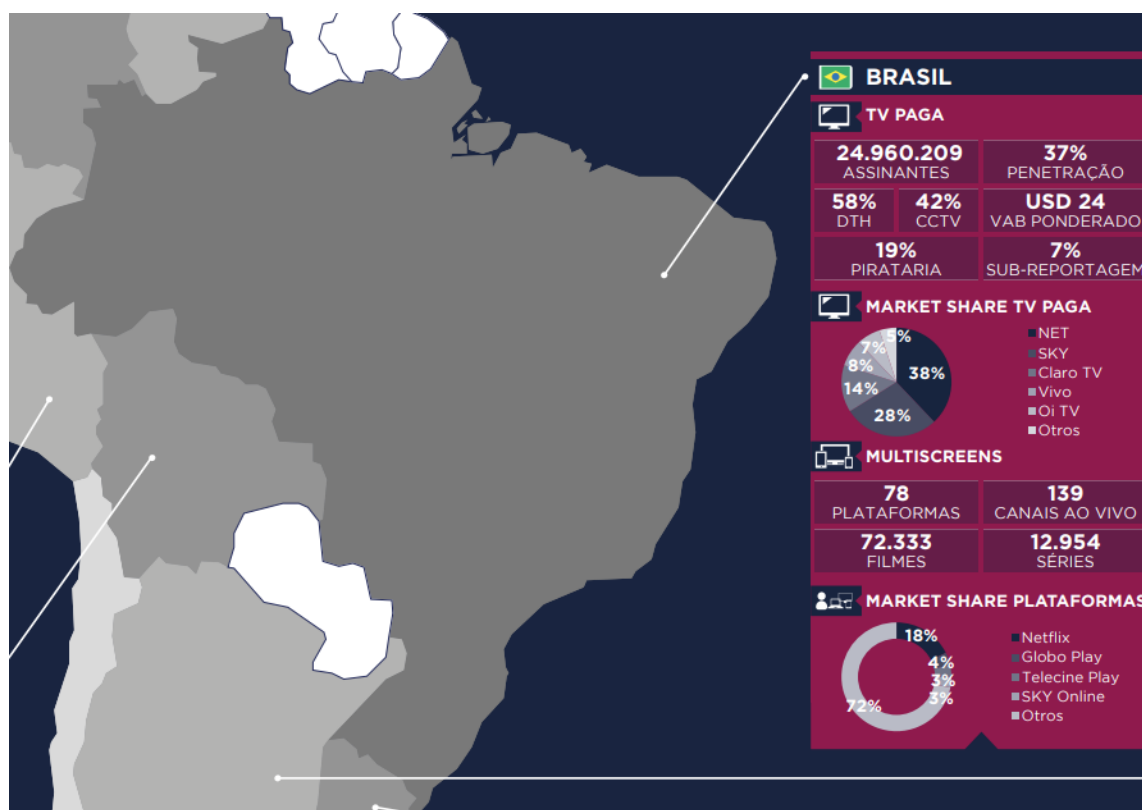 BRASIL
TV PAGA
24.960.209
ASSINANTES
37%
PENETRAÇÃO
58%
DTH
42%
CCTV
USD 24
VAB PONDERADO
19%
PIRATARIA
7%
SUB-REPORTAGEM
MARKET SHARE TV PAGA
5%
7%
8%
14%
28%
38%
NET
SKY
Claro TV
Vivo
Oi TV
Otros
MULTISCREENS
78
PLATAFORMAS
139
CANAIS AO VIVO
72.333
FILMES
12.954
SÉRIES
MARKET SHARE PLATAFORMAS
18%
4%
3%
3%
72%
Netflix
Globo Play
Telecine Play
SKY Online
Otros